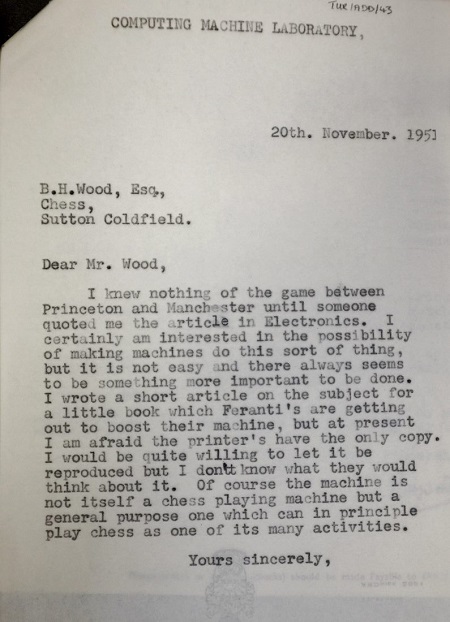 TUR/ADD/43
COMPUTING MACHINE LABORATORY,
20th. November. 1951
B.H.Wood, Esq.,
Chess,
Sutton Coldfield.
Dear Mr. Wood,
I knew nothing of the game between
Princeton and Manchester until someone
quoted me the article in Electronics. I
certainly am interested in the possibility
of making machines do this sort of thing,
but it is not easy and there always seems
to be something more important to be done.
I wrote a short article on the subject for
a little book which Feranti's are getting
out to boost their machine, but at present
I am afraid the printer's have the only copy.
I would be quite willing to let it be
reproduced but I don't know what they would
think about it. Of course the machine is
not itself a chess playing machine but a
general purpose one which can in principle
play chess as one of its many activities.
Yours sincerely,